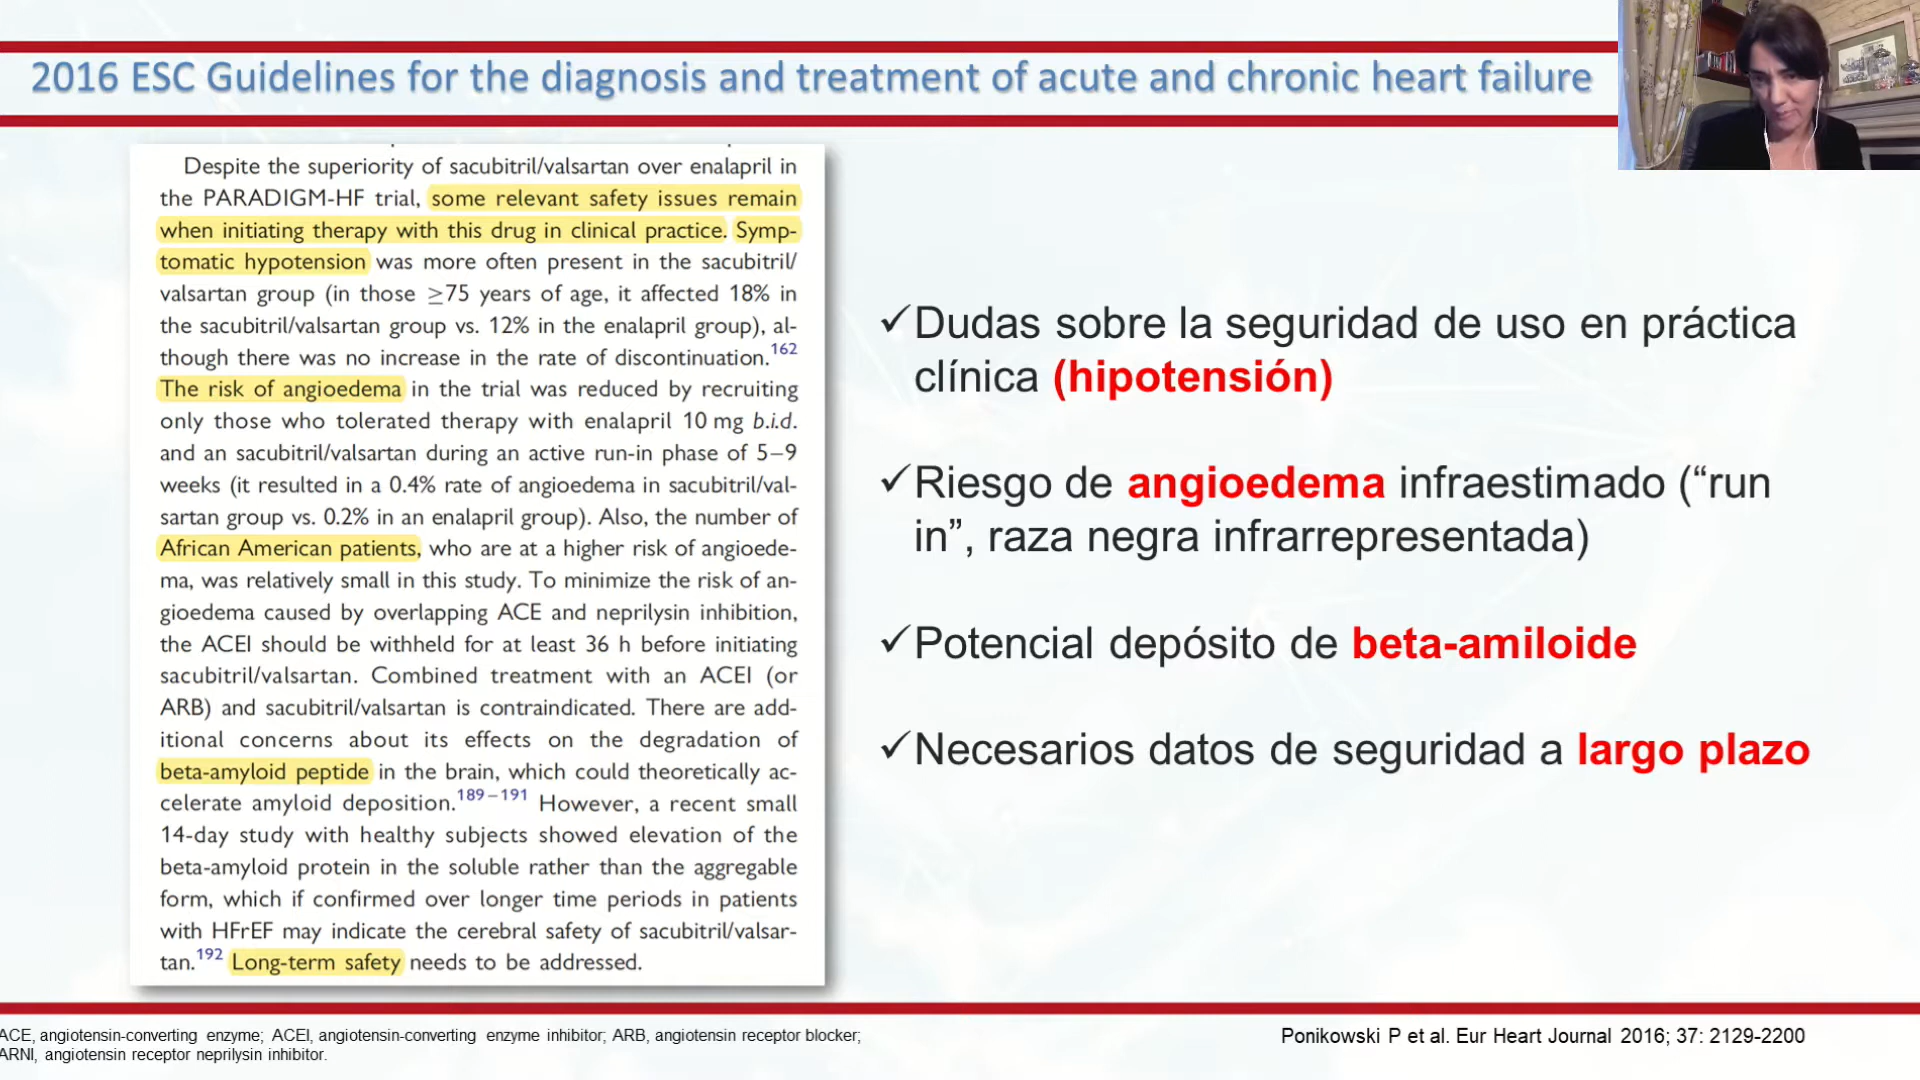 2016 ESC Guidelines for the diagnosis and treatment of acute and chronic heart failure
Despite the superiority of sacubitril/valsartan over enalapril in
the PARADIGM-HF trial, some relevant safety issues remain
when initiating therapy with this drug in clinical practice. Symp-
tomatic hypotension was more often present in the sacubitril/
valsartan group (in those ≥75 years of age, it affected 18% in
the sacubitril/valsartan group vs. 12% in the enalapril group), al-
though there was no increase in the rate of discontinuation.162
The risk of angioedema in the trial was reduced by recruiting
only those who tolerated therapy with enalapril 10 mg b.i.d.
and an sacubitril/valsartan during an active run-in phase of 5–9
weeks (it resulted in a 0.4% rate of angioedema in sacubitril/val-
sartan group vs. 0.2% in an enalapril group). Also, the number of
African American patients, who are at a higher risk of angioede-
ma, was relatively small in this study. To minimize the risk of an-
gioedema caused by overlapping ACE and neprilysin inhibition,
the ACEI should be withheld for at least 36 h before initiating
sacubitril/valsartan. Combined treatment with an ACEI (or
ARB) and sacubitril/valsartan is contraindicated. There are add-
itional concerns about its effects on the degradation of
beta-amyloid peptide in the brain, which could theoretically ac-
celerate amyloid deposition.189–191 However, a recent small
14-day study with healthy subjects showed elevation of the
beta-amyloid protein in the soluble rather than the aggregable
form, which if confirmed over longer time periods in patients
with HFrEF may indicate the cerebral safety of sacubitril/valsar-
tan.192 Long-term safety needs to be addressed.
✓Dudas sobre la seguridad de uso en práctica
clínica (hipotensión)
✓Riesgo de angioedema infraestimado (“run
in”, raza negra infrarrepresentada)
✓Potencial depósito de beta-amiloide
✓Necesarios datos de seguridad a largo plazo
ACE, angiotensin-converting enzyme; ACEI, angiotensin-converting enzyme inhibitor; ARB, angiotensin receptor blocker;
ARNI, angiotensin receptor neprilysin inhibitor.
Ponikowski P et al. Eur Heart Journal 2016; 37: 2129-2200